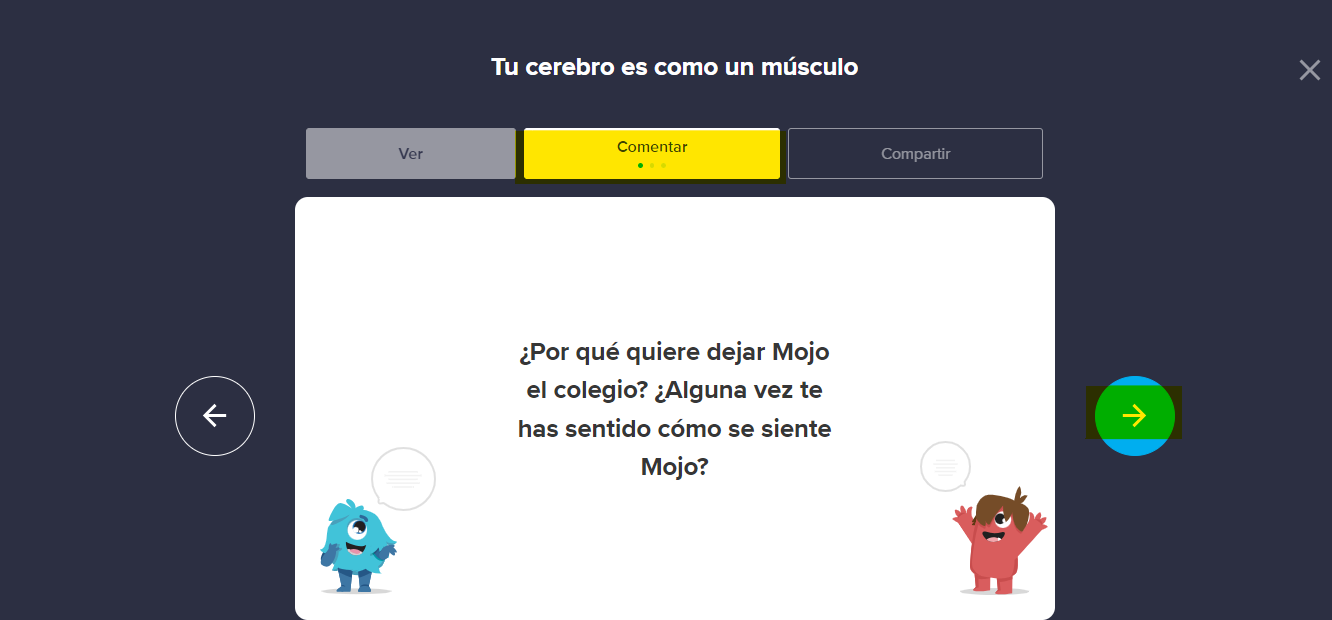 Tu cerebro es como un músculo
Ver
Comentar
Compartir
¿Por qué quiere dejar Mojo
el colegio? ¿Alguna vez te
has sentido cómo se siente
Mojo?